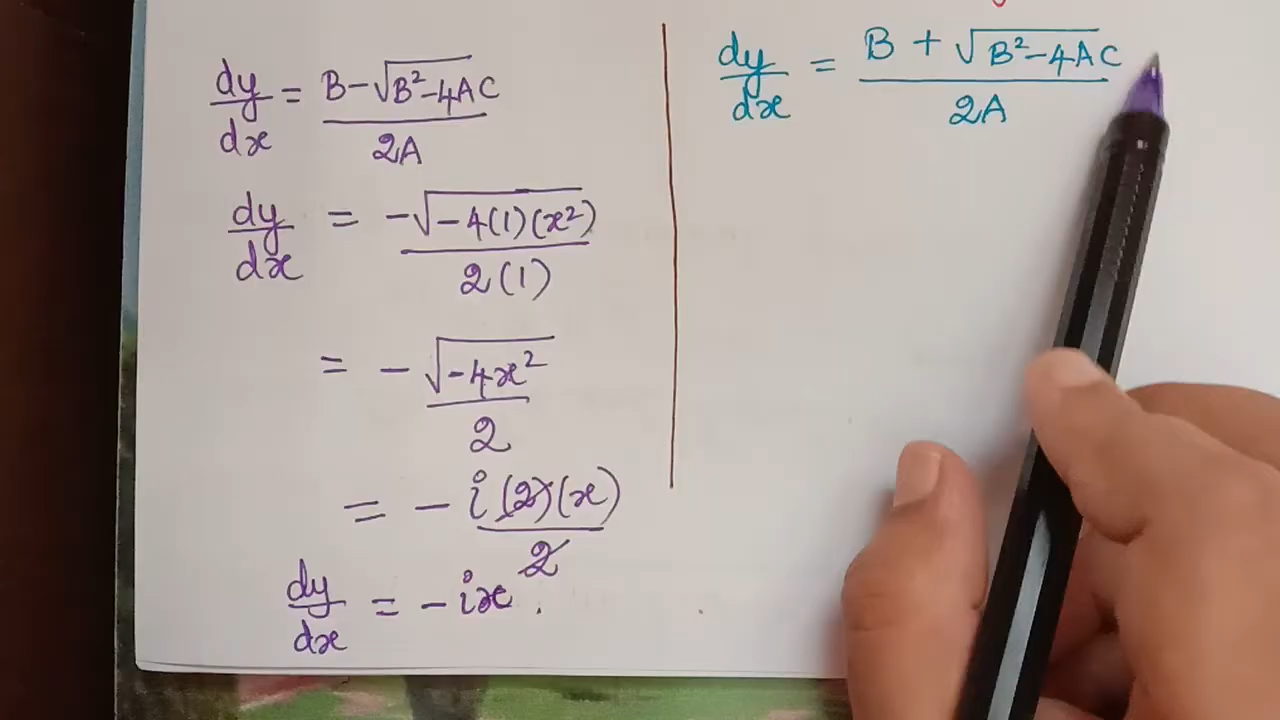 dy/dx = B-√B²-4AC / 2A
dy/dx = -√-4(1)(x²) / 2(1)
= -√-4x² / 2
= -i(2)(x) / 2
dy/dx = -ix.
dy/dx = B+√B²-4AC / 2A